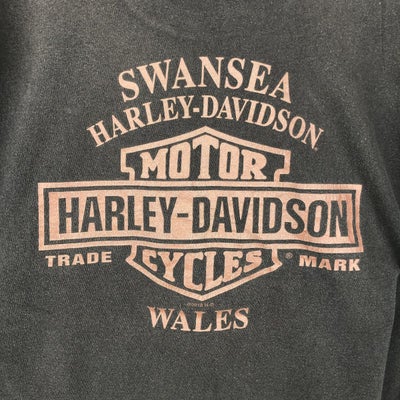 SWANSEA
HARLEY-DAVIDSON
MOTOR
HARLEY-DAVIDSON
CYCLES
TRADE ® MARK
WALES